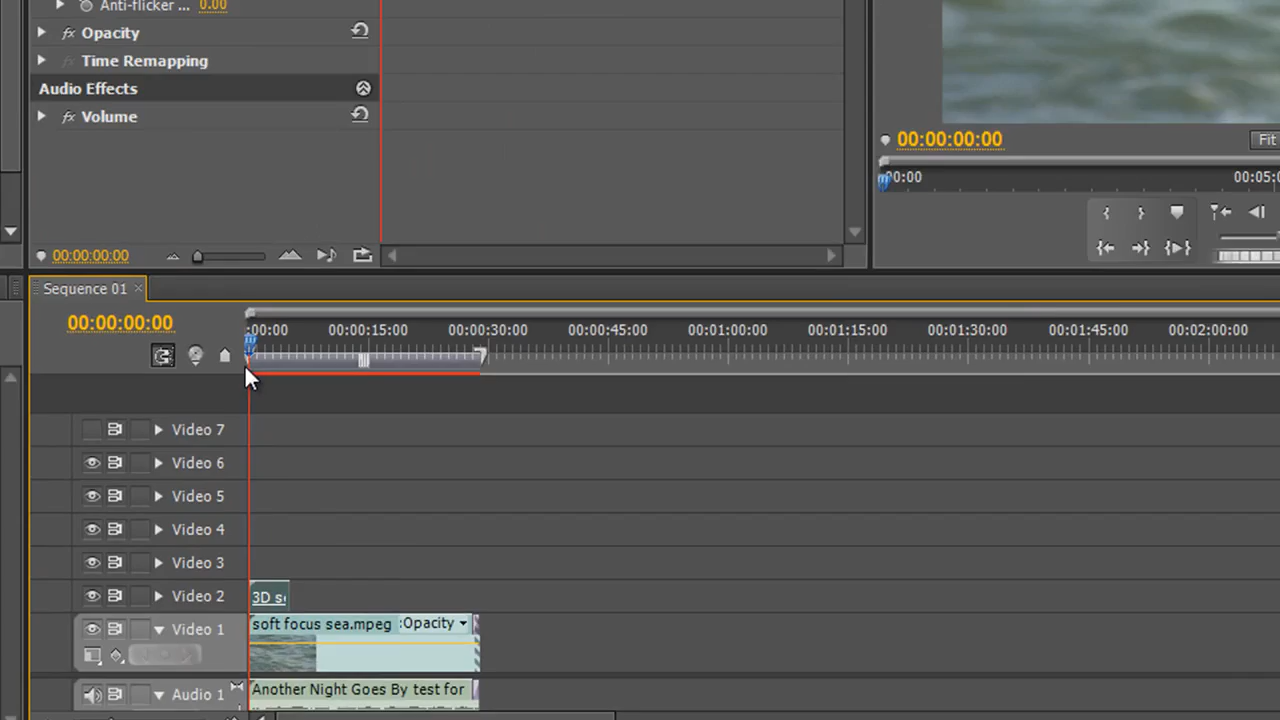 Anti-flicker ... 0.00
fx Opacity
fx Time Remapping
Audio Effects
fx Volume
00:00:00:00
00:00:00:00 Fit
00:00
Sequence 01 ×
00:00:00:00
:00:00 00:00:15:00 00:00:30:00 00:00:45:00 00:01:00:00 00:01:15:00 00:01:30:00 00:01:45:00 00:02:00:00
Video 7
Video 6
Video 5
Video 4
Video 3
Video 2
3D
Video 1
soft focus sea.mpeg :Opacity
Audio 1
Another Night Goes By test for